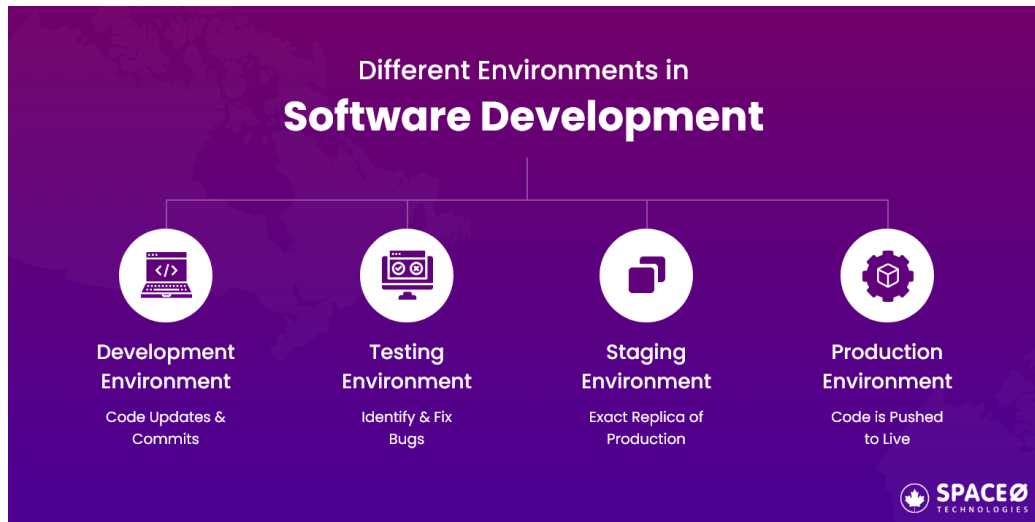 Different Environments in
Software Development
</>
Development
Environment
Code Updates &
Commits
Testing
Environment
Identify & Fix
Bugs
Staging
Environment
Exact Replica of
Production
Production
Environment
Code is Pushed
to Live
SPACEØ
TECHNOLOGIES